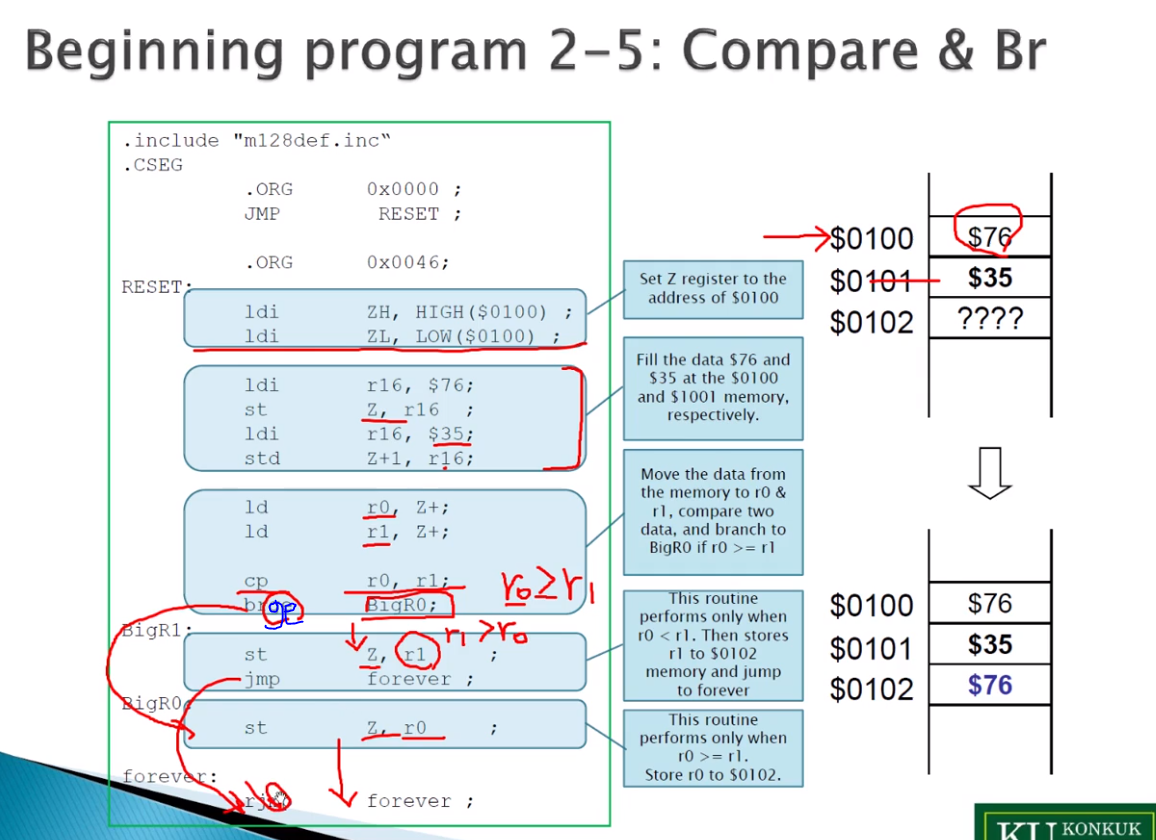 Beginning program 2-5: Compare & Br
.include "m128def.inc“
.CSEG
.ORG 0x0000 ;
JMP RESET ;
.ORG 0x0046;
RESET:
ldi ZH, HIGH($0100) ;
ldi ZL, LOW($0100) ;
ldi r16, $76;
st Z, r16 ;
ldi r16, $35;
std Z+1, r16;
ld r0, Z+;
ld r1, Z+;
cp r0, r1;
ge BigR0;
BigR1:
st Z, r1 ;
jmp forever ;
BigR0:
st Z, r0 ;
forever:
forever ;
r0 ≥ r1
r1 > r0
Set Z register to the
address of $0100
Fill the data $76 and
$35 at the $0100
and $1001 memory,
respectively.
Move the data from
the memory to r0 &
r1, compare two
data, and branch to
BigR0 if r0 >= r1
This routine
performs only when
r0 < r1. Then stores
r1 to $0102
memory and jump
to forever
This routine
performs only when
r0 >= r1.
Store r0 to $0102.
$0100 $76
$0101 $35
$0102 ????
$0100 $76
$0101 $35
$0102 $76
KU KONKUK